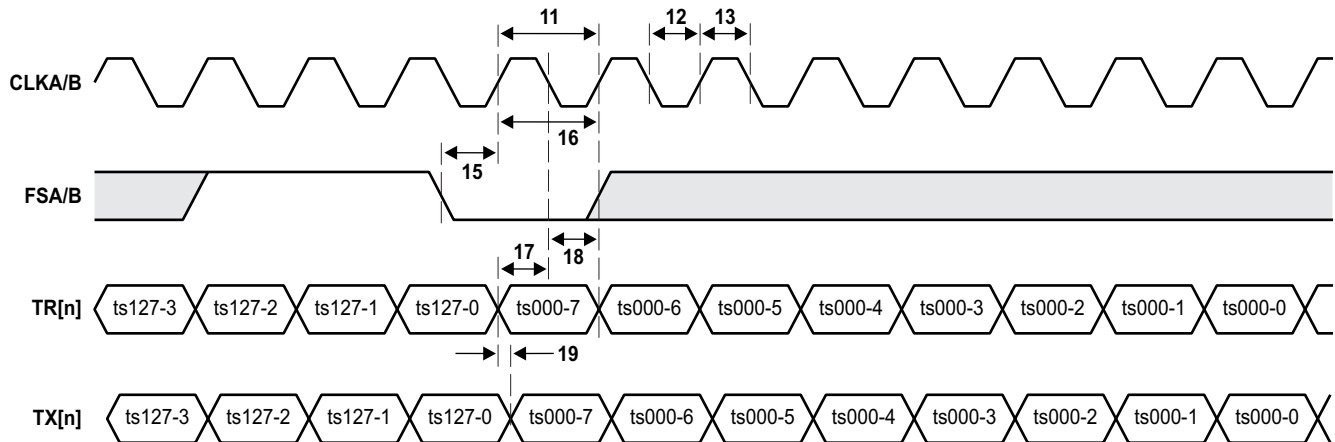 11 12 13
CLKA/B
16
15
FSA/B
17 18
TR[n] ts127-3 ts127-2 ts127-1 ts127-0 ts000-7 ts000-6 ts000-5 ts000-4 ts000-3 ts000-2 ts000-1 ts000-0
19
TX[n] ts127-3 ts127-2 ts127-1 ts127-0 ts000-7 ts000-6 ts000-5 ts000-4 ts000-3 ts000-2 ts000-1 ts000-0